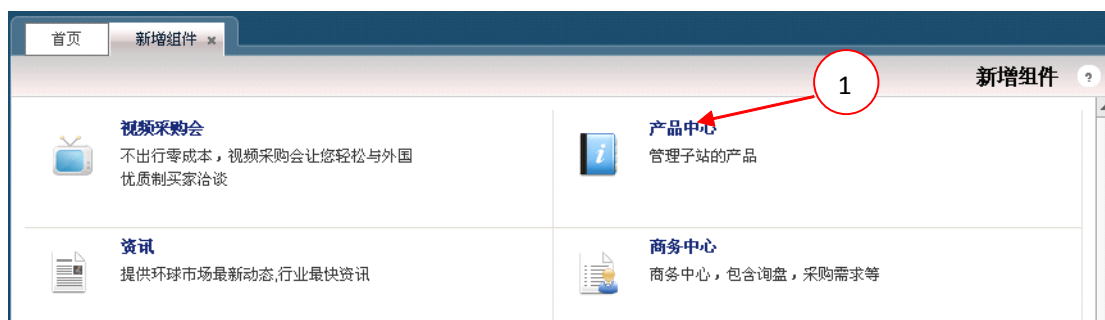 首页
新增组件 ×
新增组件 ?
1
视频采购会
不出行零成本，视频采购会让您轻松与外国
优质制买家洽谈
产品中心
管理子站的产品
资讯
提供环球市场最新动态,行业最快资讯
商务中心
商务中心，包含询盘，采购需求等